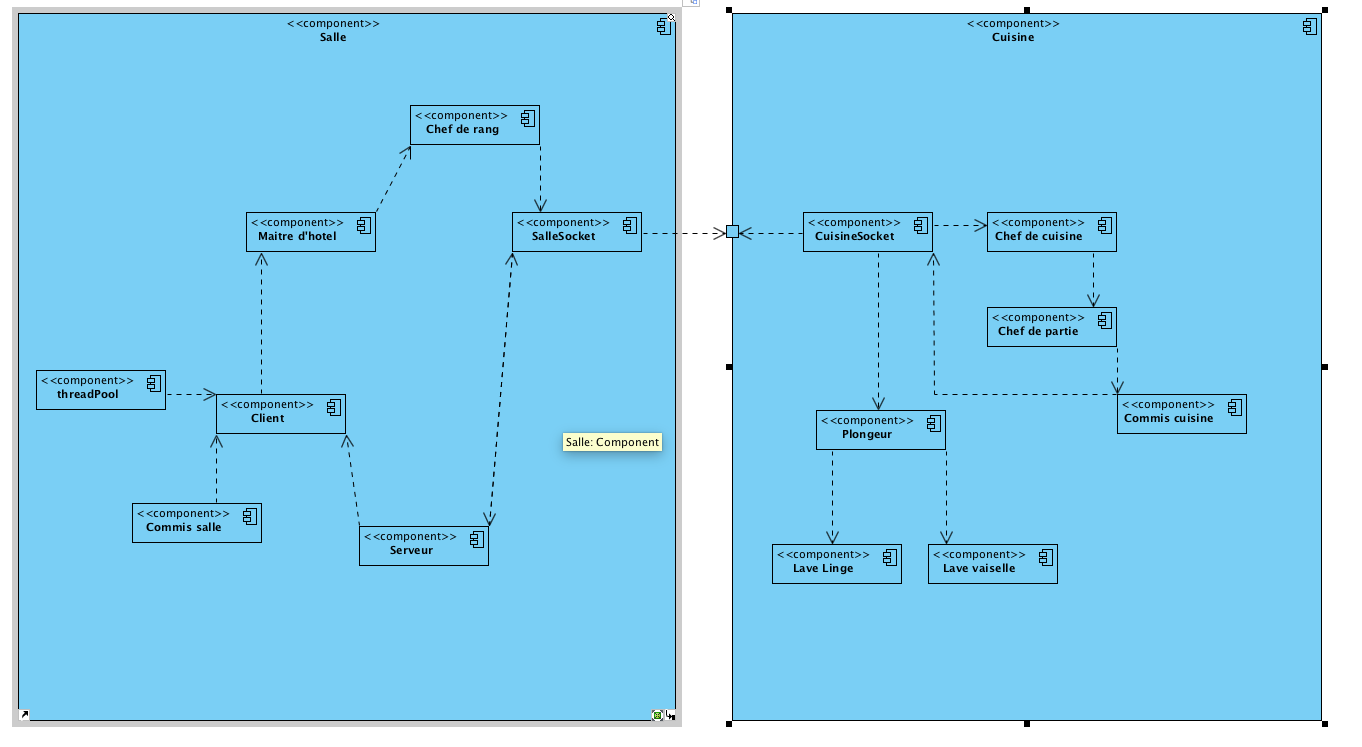 <<component>>
Salle
<<component>>
Chef de rang
<<component>>
Maitre d'hotel
<<component>>
SalleSocket
<<component>>
threadPool
<<component>>
Client
Salle: Component
<<component>>
Commis salle
<<component>>
Serveur
<<component>>
Cuisine
<<component>>
CuisineSocket
<<component>>
Chef de cuisine
<<component>>
Chef de partie
<<component>>
Commis cuisine
<<component>>
Plongeur
<<component>>
Lave Linge
<<component>>
Lave vaiselle